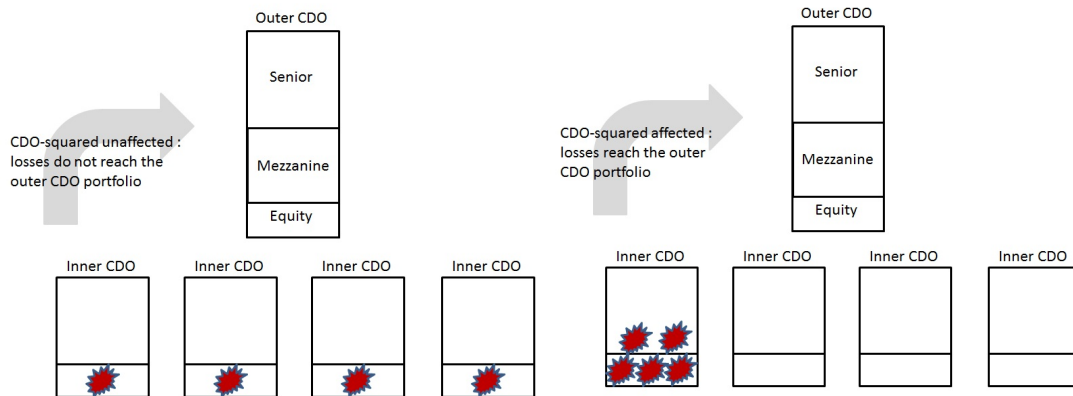 Outer CDO
Senior
CDO-squared unaffected :
losses do not reach the
outer CDO portfolio
Mezzanine
Equity
Inner CDO
Inner CDO
Inner CDO
Inner CDO
Outer CDO
Senior
CDO-squared affected :
losses reach the outer
CDO portfolio
Mezzanine
Equity
Inner CDO
Inner CDO
Inner CDO
Inner CDO